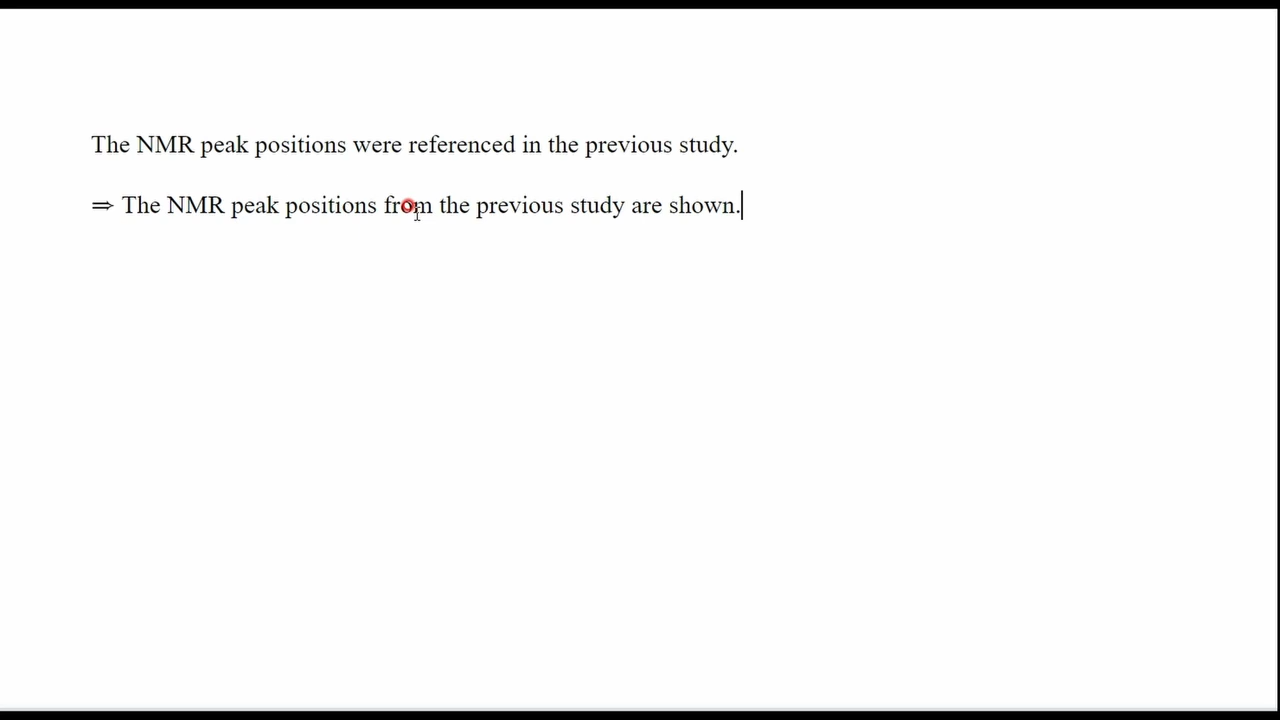 The NMR peak positions were referenced in the previous study.
⇒ The NMR peak positions from the previous study are shown.